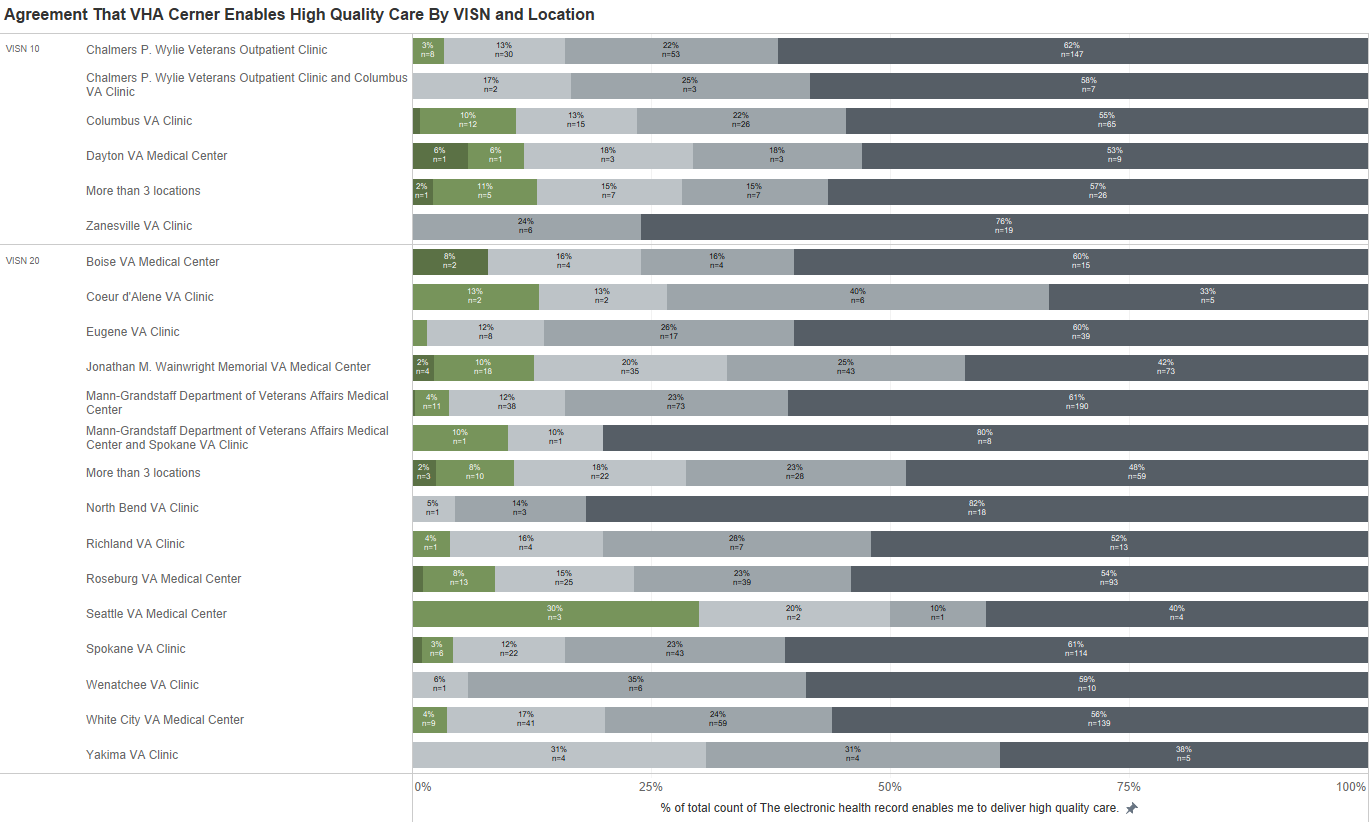 Agreement That VHA Cerner Enables High Quality Care By VISN and Location
VISN 10
Chalmers P. Wylie Veterans Outpatient Clinic
3% 13% 22% 62%
n=8 n=30 n=53 n=147
Chalmers P. Wylie Veterans Outpatient Clinic and Columbus
VA Clinic
17% 25% 58%
n=2 n=3 n=7
Columbus VA Clinic
10% 13% 22% 55%
n=12 n=15 n=26 n=65
Dayton VA Medical Center
6% 6% 18% 18% 53%
n=1 n=1 n=3 n=3 n=9
More than 3 locations
2% 11% 15% 15% 57%
n=1 n=5 n=7 n=7 n=26
Zanesville VA Clinic
24% 76%
n=6 n=19
VISN 20
Boise VA Medical Center
8% 16% 16% 60%
n=2 n=4 n=4 n=15
Coeur d'Alene VA Clinic
13% 13% 40% 33%
n=2 n=2 n=6 n=5
Eugene VA Clinic
12% 26% 60%
n=8 n=17 n=39
Jonathan M. Wainwright Memorial VA Medical Center
2% 10% 20% 25% 42%
n=4 n=18 n=35 n=43 n=73
Mann-Grandstaff Department of Veterans Affairs Medical
Center
4% 12% 23% 61%
n=11 n=38 n=73 n=190
Mann-Grandstaff Department of Veterans Affairs Medical
Center and Spokane VA Clinic
10% 10% 80%
n=1 n=1 n=8
More than 3 locations
2% 8% 18% 23% 48%
n=3 n=10 n=22 n=28 n=59
North Bend VA Clinic
5% 14% 82%
n=1 n=3 n=18
Richland VA Clinic
4% 16% 28% 52%
n=1 n=4 n=7 n=13
Roseburg VA Medical Center
8% 15% 23% 54%
n=13 n=25 n=39 n=93
Seattle VA Medical Center
30% 20% 10% 40%
n=3 n=2 n=1 n=4
Spokane VA Clinic
3% 12% 23% 61%
n=6 n=22 n=43 n=114
Wenatchee VA Clinic
6% 35% 59%
n=1 n=6 n=10
White City VA Medical Center
4% 17% 24% 56%
n=9 n=41 n=59 n=139
Yakima VA Clinic
31% 31% 38%
n=4 n=4 n=5
0% 25% 50% 75% 100%
% of total count of The electronic health record enables me to deliver high quality care.